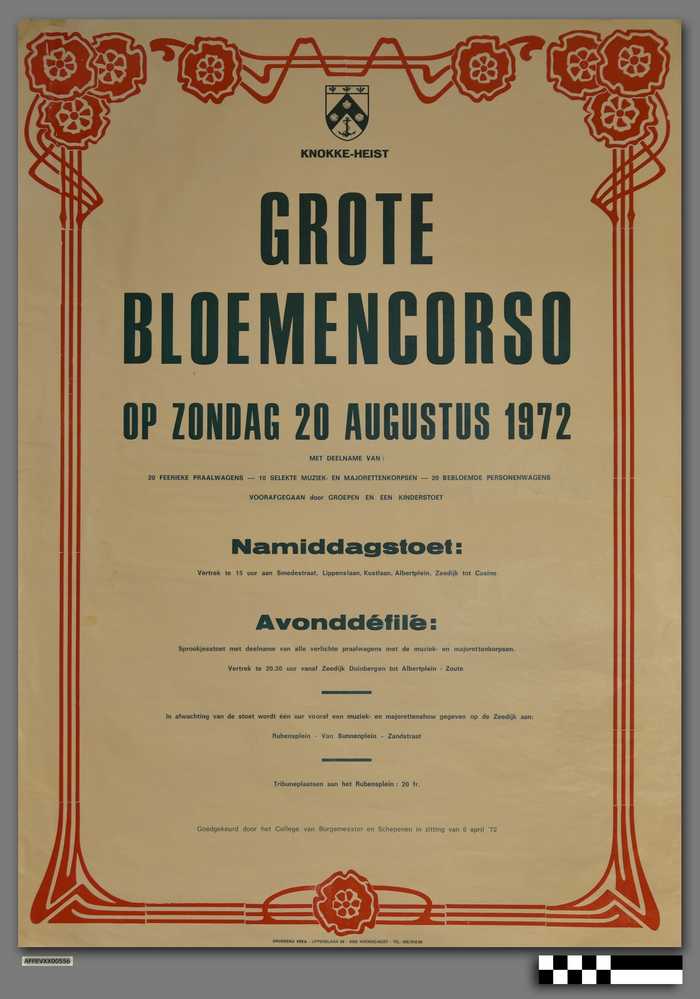 KNOKKE-HEIST
GROTE
BLOEMENCORSO
OP ZONDAG 20 AUGUSTUS 1972
MET DEELNAME VAN :
20 FEERIEKE PRAALWAGENS — 10 SELEKTE MUZIEK- EN MAJORETTENKORPSEN — 20 BEBLOEMDE PERSONENWAGENS
VOORAFGEGAAN door GROEPEN EN EEN KINDERSTOET
Namiddagstoet:
Vertrek te 15 uur aan Smedestraat, Lippenslaan, Kustlaan, Albertplein, Zeedijk tot Casino
Avonddéfilé:
Sprookjesstoet met deelname van alle verlichte praalwagens met de muziek- en majorettenkorpsen.
Vertrek te 20.30 uur vanaf Zeedijk Duinbergen tot Albertplein - Zoute
In afwachting van de stoet wordt één uur vooraf een muziek- en majorettenshow gegeven op de Zeedijk aan:
Rubensplein - Van Bunnenplein - Zandstraat
Tribuneplaatsen aan het Rubensplein : 20 fr.
Goedgekeurd door het College van Burgemeester en Schepenen in zitting van 6 april '72
DRUKKERIJ - LIPPENSLAAN - KNOKKE-HEIST - TEL.
AFFEVXX00556